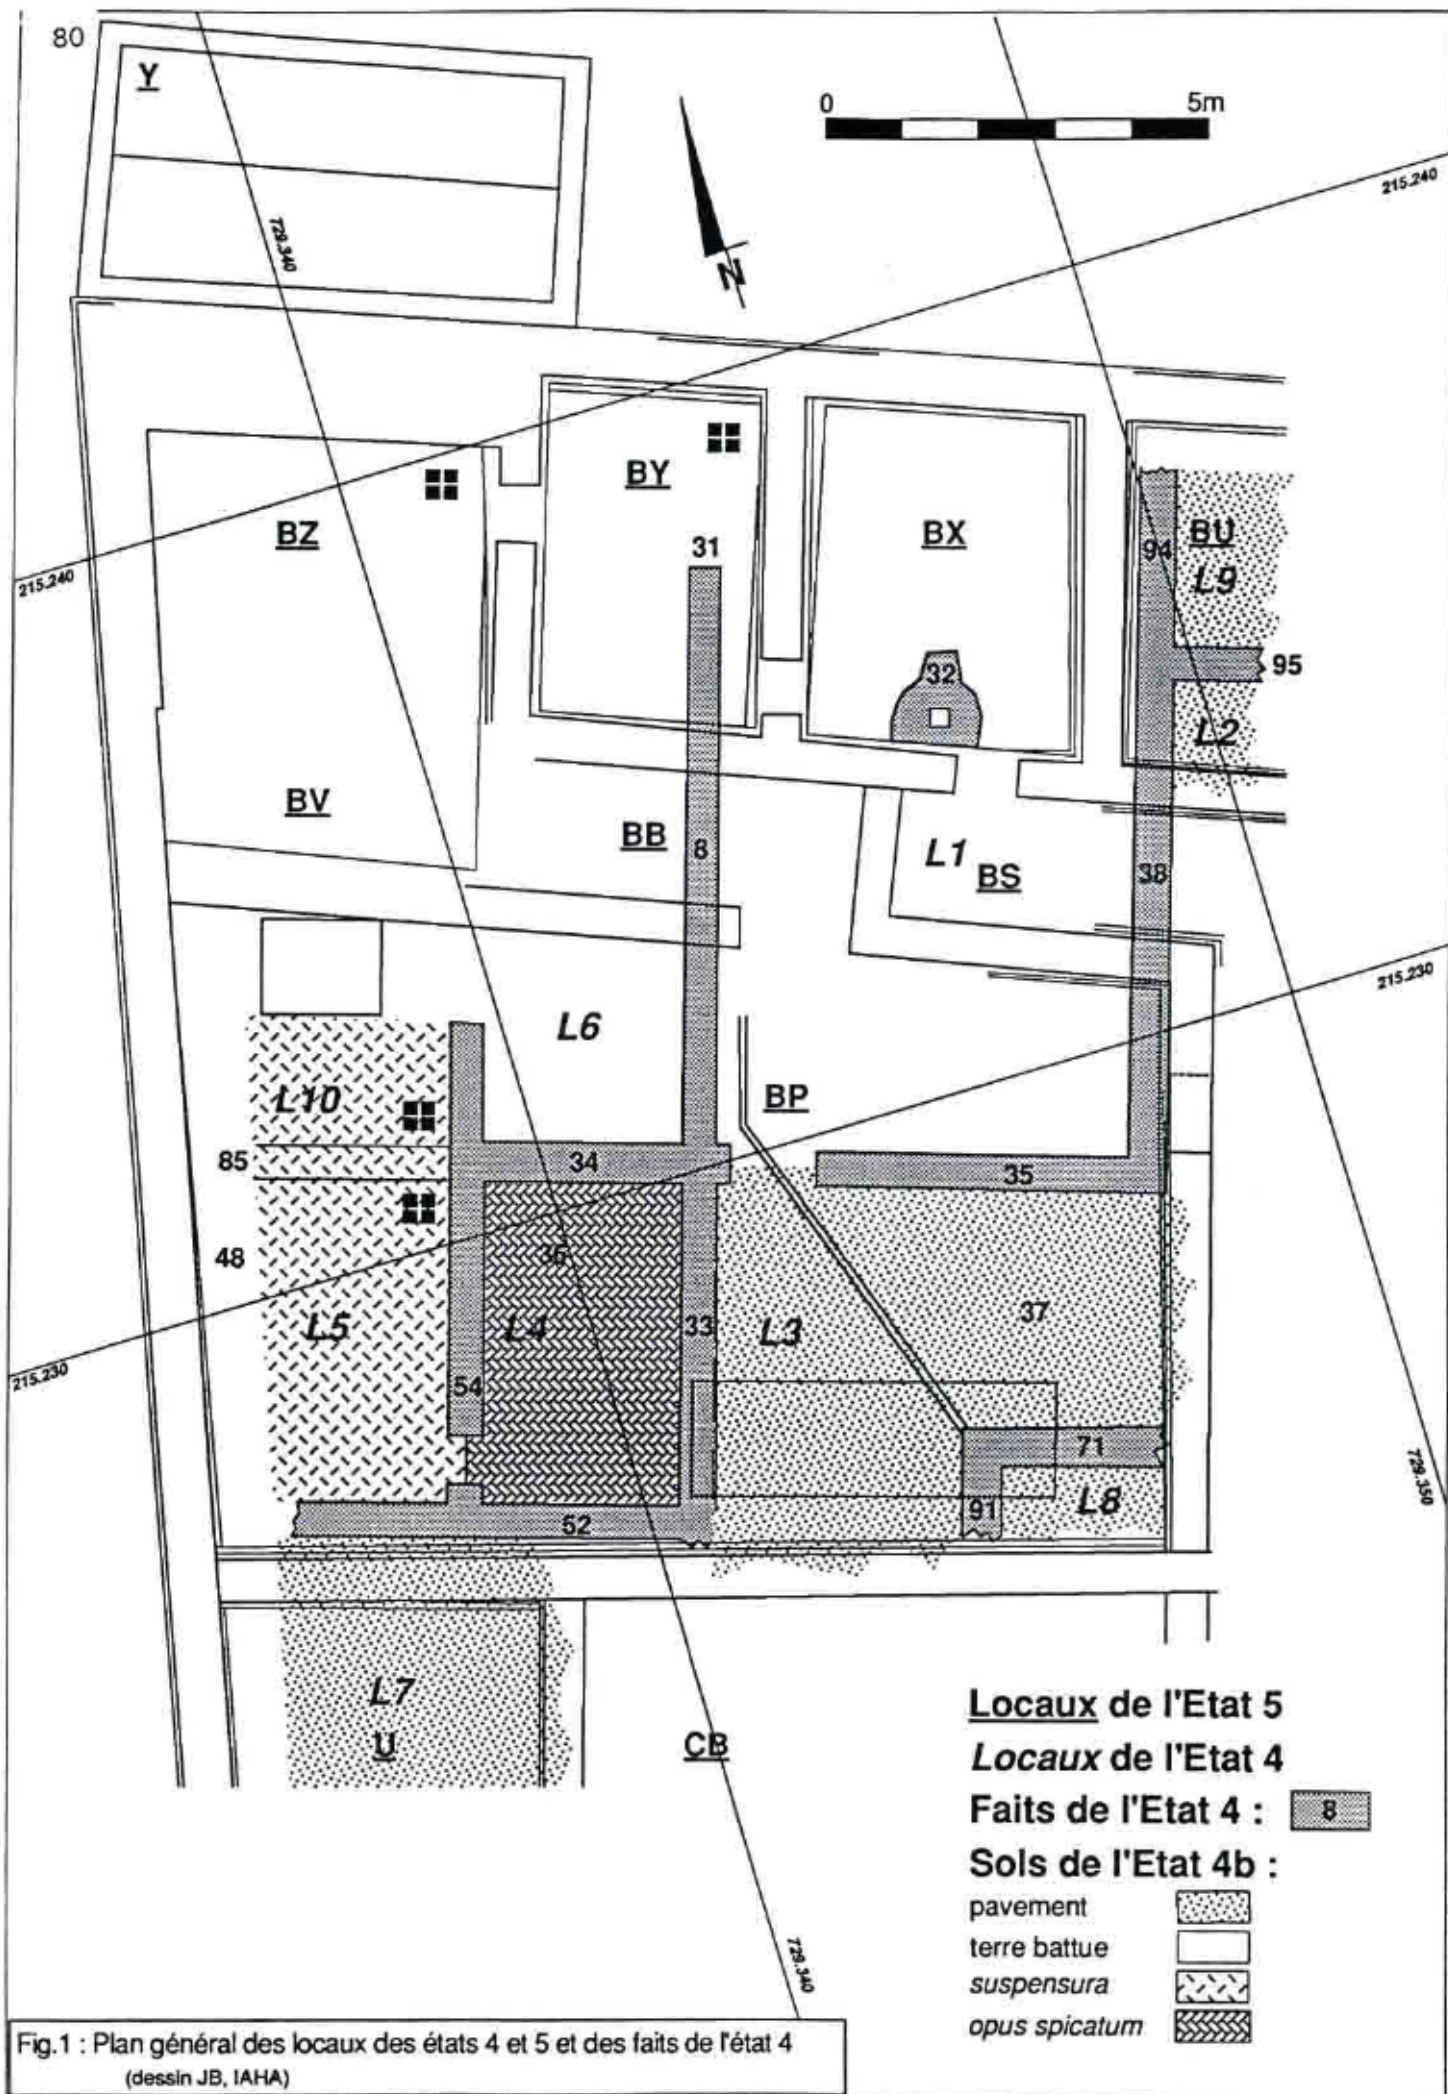 80
Y
0 5m
215.240
729.340
N
BY
BZ
BX
BU
94
L9
31
215.240
32
95
L2
BV
BB
8
L1
BS
38
215.230
L6
L10
BP
85
34
35
48
36
37
L5
L4
33
L3
215.230
54
71
729.350
52
91
L8
L7
U
CB
Locaux de l'Etat 5
Locaux de l'Etat 4
Faits de l'Etat 4 : 8
Sols de l'Etat 4b :
pavement
terre battue
suspensura
opus spicatum
729.340
Fig.1 : Plan général des locaux des états 4 et 5 et des faits de l'état 4
(dessin JB, IAHA)